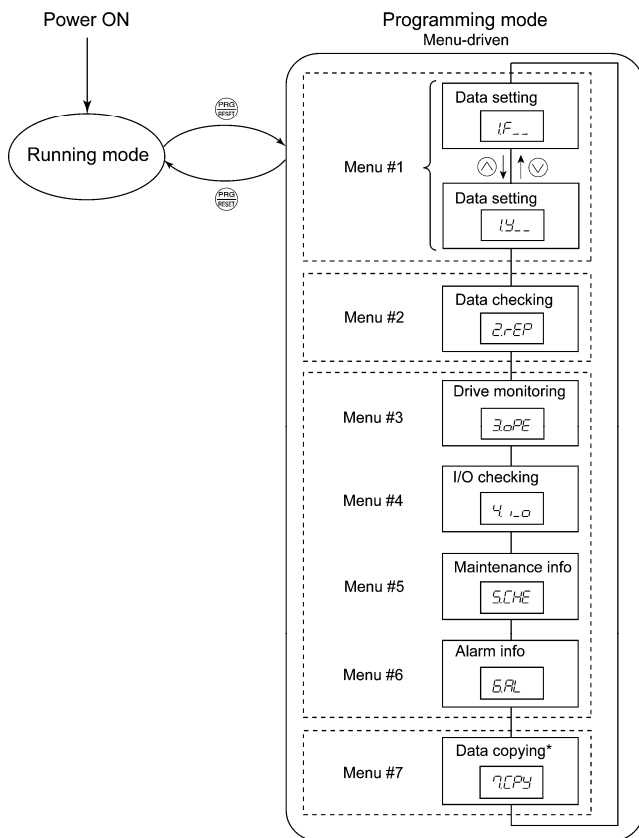 Power ON
Programming mode
Menu-driven
PRG
RESET
Running mode
PRG
RESET
Menu #1
Data setting
1.F__
Data setting
1.y__
Menu #2
Data checking
2.rEP
Menu #3
Drive monitoring
3.oPE
Menu #4
I/O checking
4.i_o
Menu #5
Maintenance info
5.CHE
Menu #6
Alarm info
6.AL
Menu #7
Data copying*
7.CPY